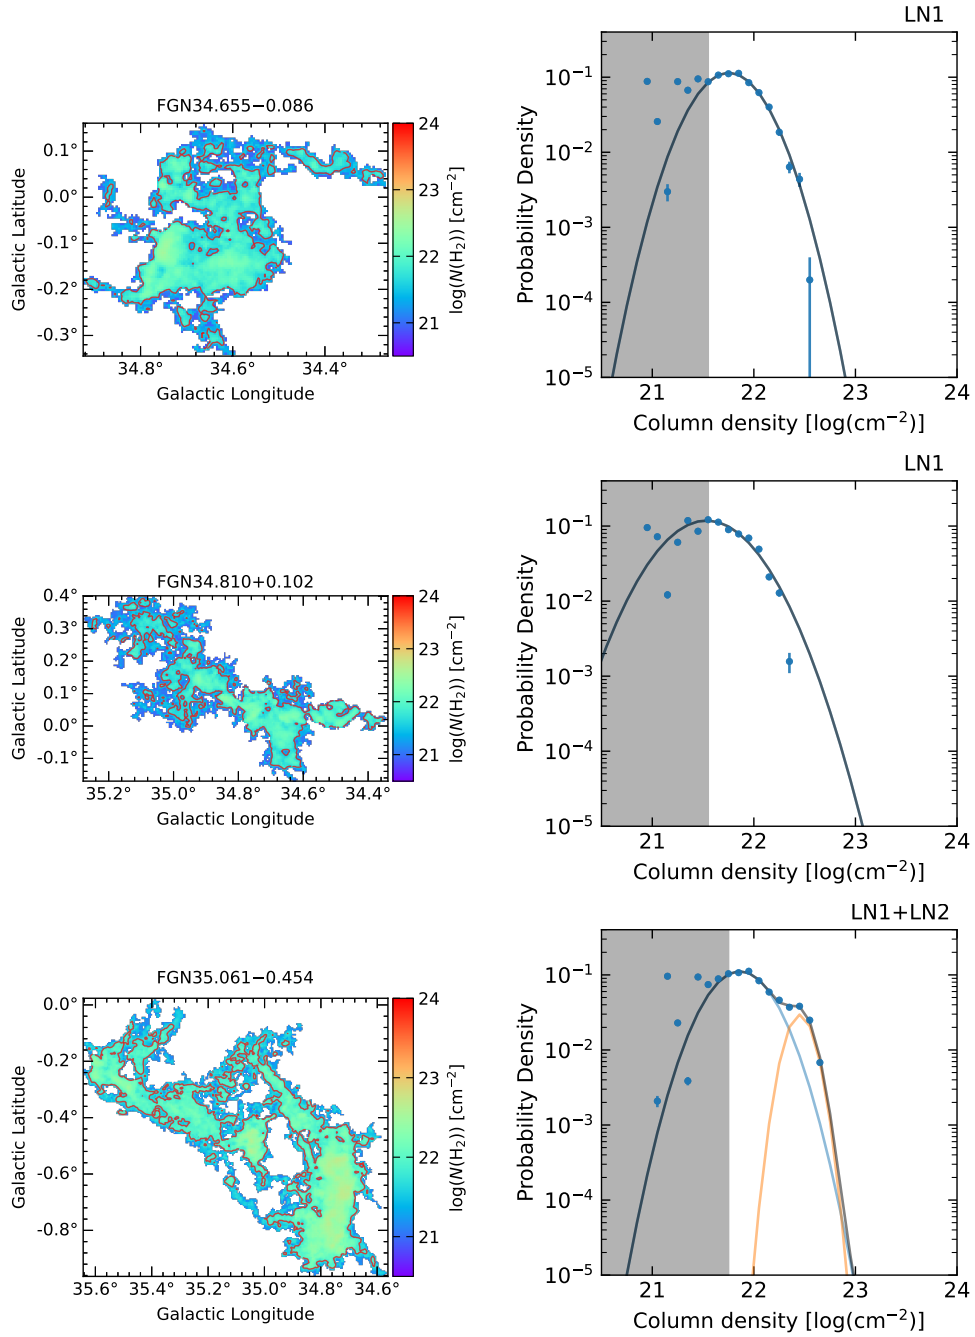 LN1
FGN34.655−0.086
0.1°
0.0°
-0.1°
-0.2°
-0.3°
Galactic Latitude
34.8° 34.6° 34.4°
Galactic Longitude
24
23
22
21
log(N(H₂)) [cm⁻²]
10⁻¹
10⁻²
10⁻³
10⁻⁴
10⁻⁵
Probability Density
21 22 23 24
Column density [log(cm⁻²)]
LN1
FGN34.810+0.102
0.4°
0.3°
0.2°
0.1°
0.0°
-0.1°
Galactic Latitude
35.2° 35.0° 34.8° 34.6° 34.4°
Galactic Longitude
24
23
22
21
log(N(H₂)) [cm⁻²]
10⁻¹
10⁻²
10⁻³
10⁻⁴
10⁻⁵
Probability Density
21 22 23 24
Column density [log(cm⁻²)]
LN1+LN2
FGN35.061−0.454
0.0°
-0.2°
-0.4°
-0.6°
-0.8°
Galactic Latitude
35.6° 35.4° 35.2° 35.0° 34.8° 34.6°
Galactic Longitude
24
23
22
21
log(N(H₂)) [cm⁻²]
10⁻¹
10⁻²
10⁻³
10⁻⁴
10⁻⁵
Probability Density
21 22 23 24
Column density [log(cm⁻²)]